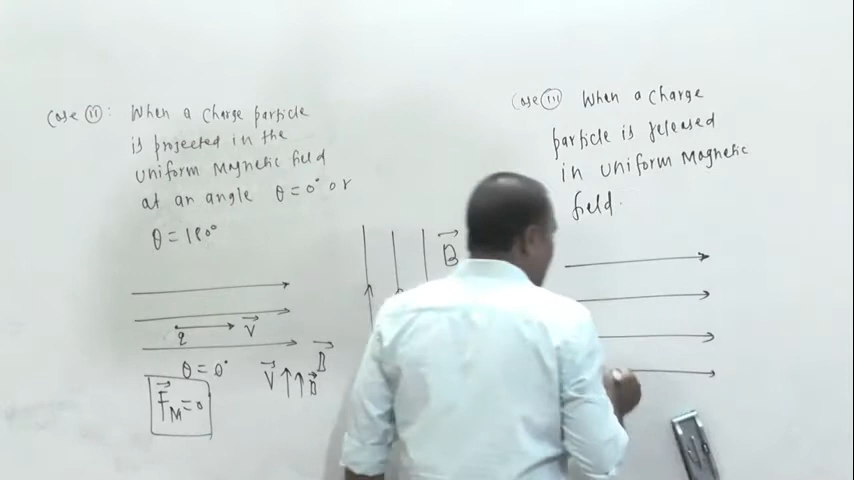 Case (ii): When a charge particle
is projected in the
uniform Magnetic field
at an angle θ = 0° or
θ = 180°
q
V⃗
B⃗
θ = 0°
V⃗ ↑↑ B⃗
F⃗M = 0
B⃗
Case (iii) When a charge
particle is released
in uniform Magnetic
field.